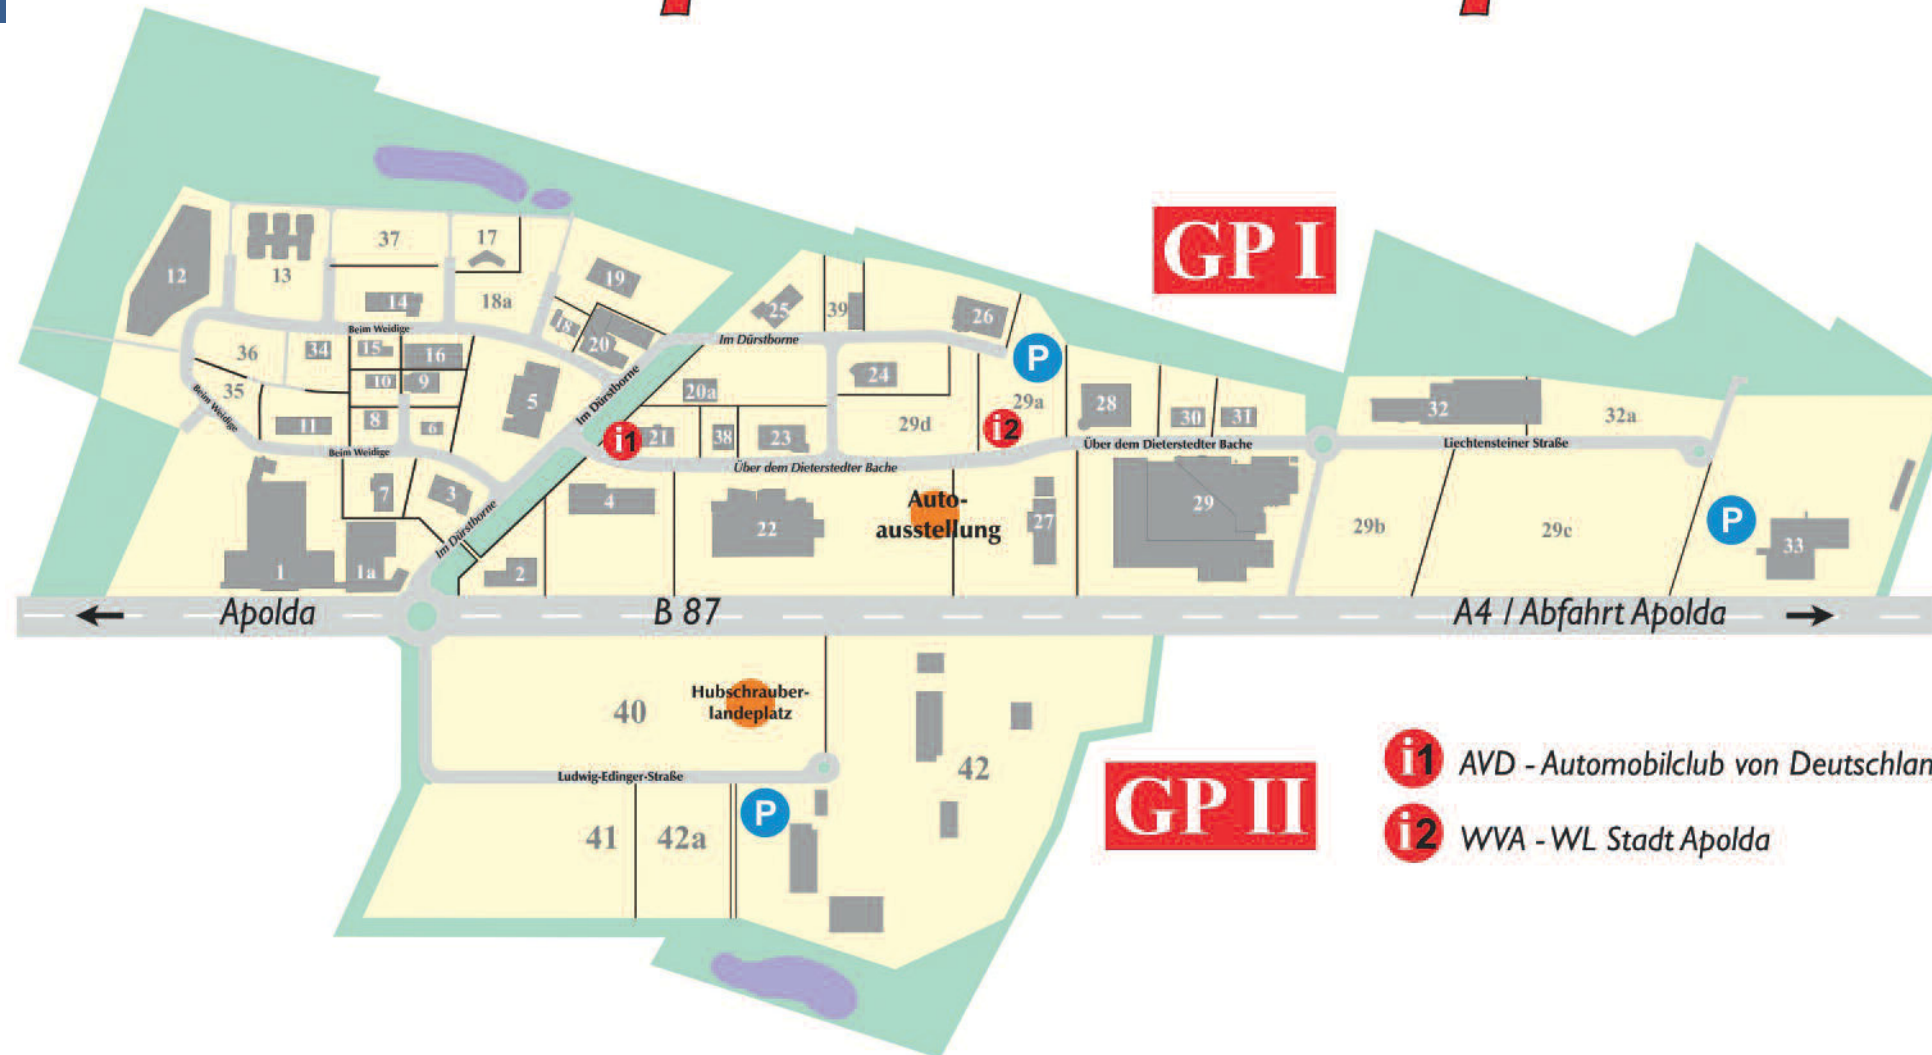 GP I
37
17
12
13
19
14
18a
25
39
26
18
Beim Weidige
20
Im Dürstborne
P
36
34
15
16
35
10
9
5
Im Dürstborne
20a
24
29a
28
30
31
32
32a
Beim Weidige
11
8
6
i1
21
38
23
29d
i2
Über dem Dieterstedter Bache
Liechtensteiner Straße
Beim Weidige
Über dem Dieterstedter Bache
7
3
4
22
Auto-
ausstellung
27
29
29b
29c
P
33
Im Dürstborne
1
1a
2
Apolda
B 87
A4 / Abfahrt Apolda
40
Hubschrauber-
landeplatz
42
Ludwig-Edinger-Straße
41
42a
P
GP II
i1 AVD - Automobilclub von Deutschlan
i2 WVA - WL Stadt Apolda